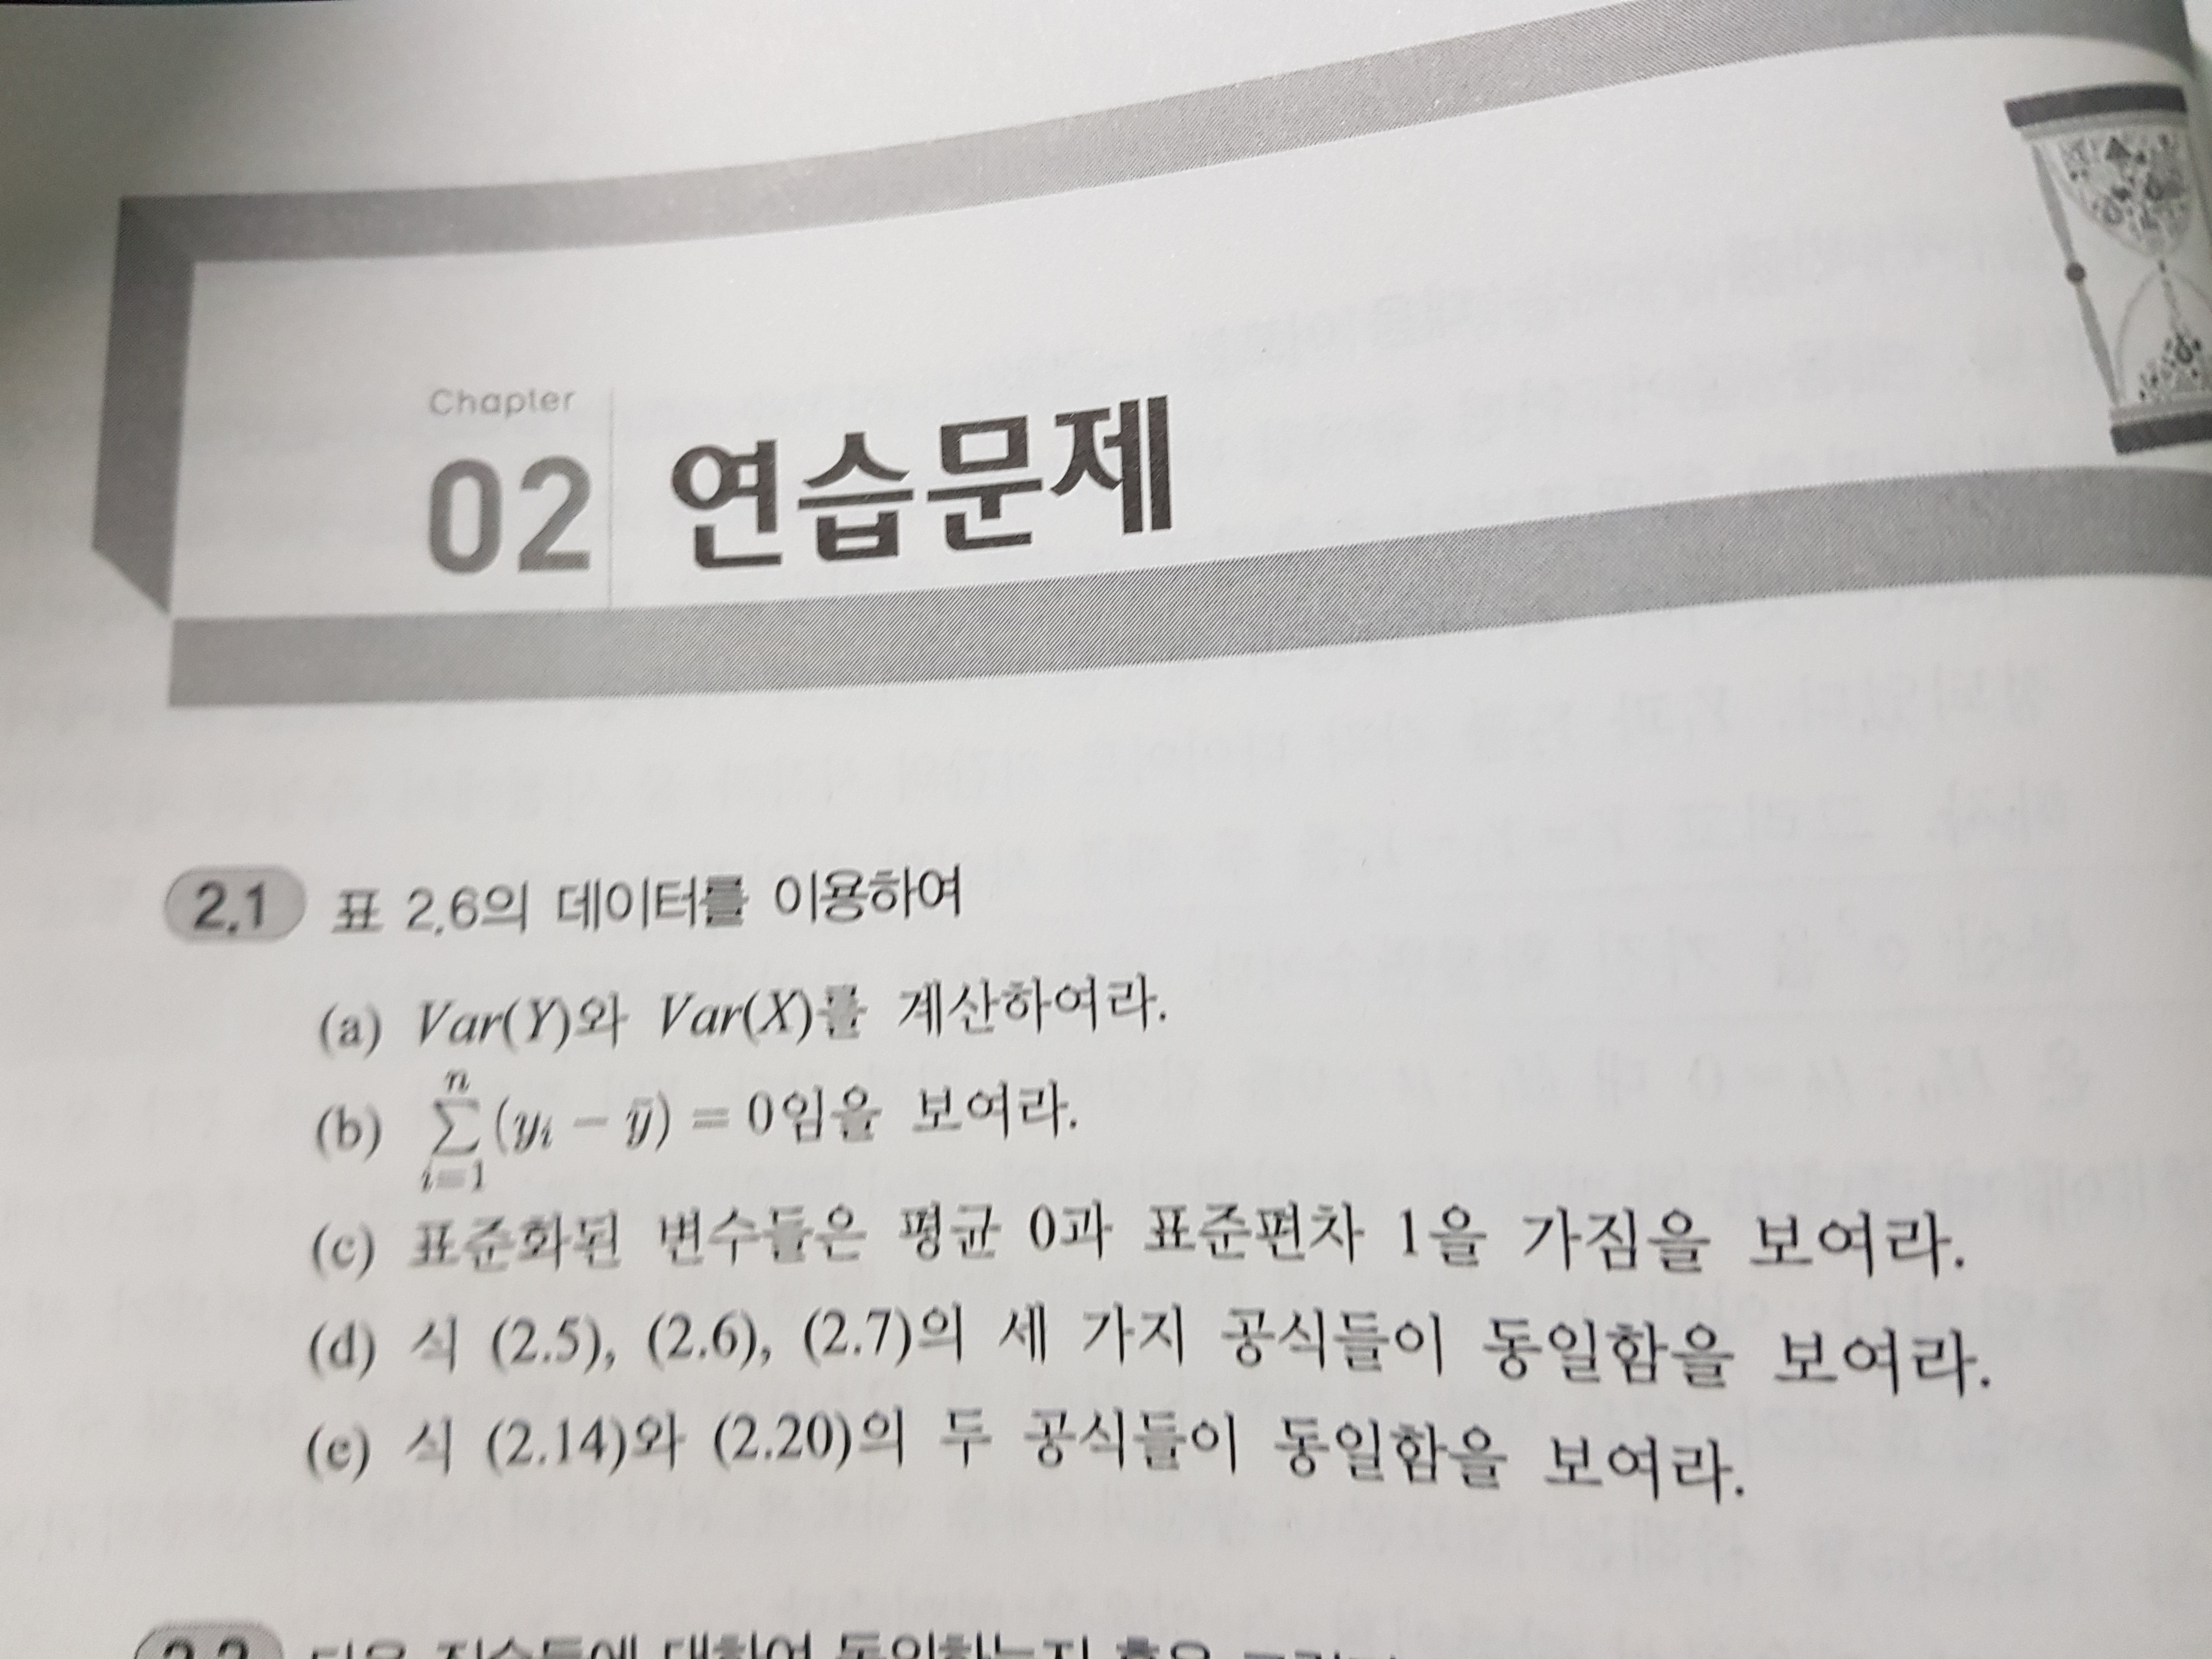 Chapter
02 연습문제
2.1 표 2.6의 데이터를 이용하여
(a) Var(Y)와 Var(X)를 계산하여라.
(b) \sum_{i=1}^{n} (y_i − ȳ) = 0임을 보여라.
(c) 표준화된 변수들은 평균 0과 표준편차 1을 가짐을 보여라.
(d) 식 (2.5), (2.6), (2.7)의 세 가지 공식들이 동일함을 보여라.
(e) 식 (2.14)와 (2.20)의 두 공식들이 동일함을 보여라.